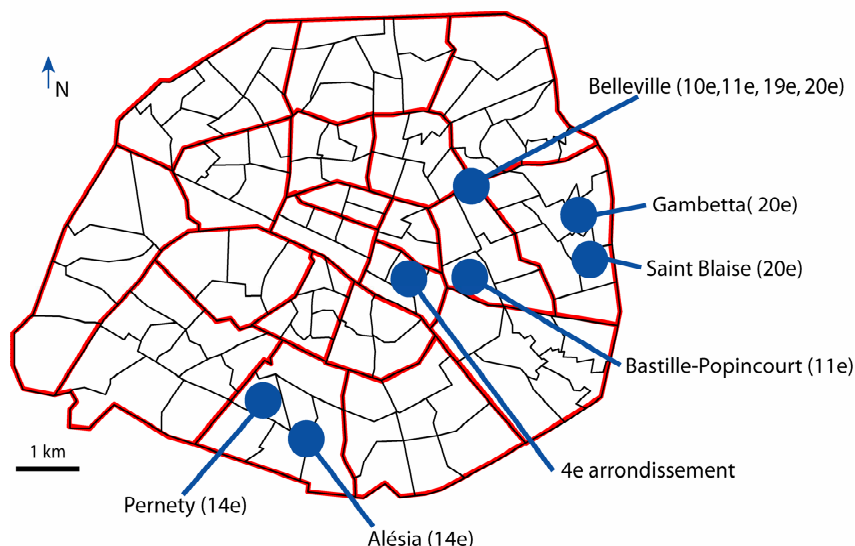 N
Belleville (10e,11e, 19e, 20e)
Gambetta( 20e)
Saint Blaise (20e)
Bastille-Popincourt (11e)
1 km
4e arrondissement
Pernety (14e)
Alésia (14e)